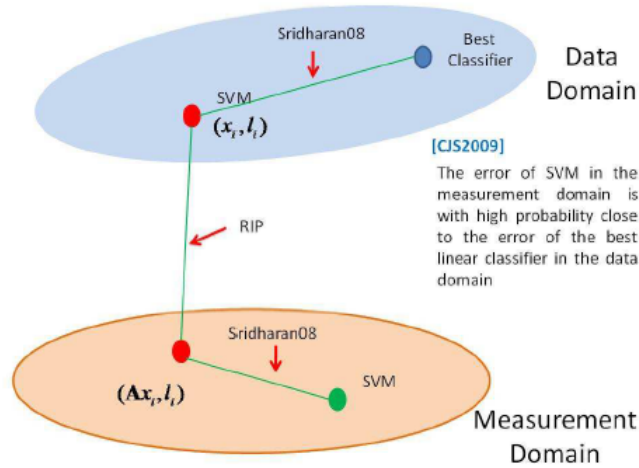 Sridharan08
Best
Classifier
Data
Domain
SVM
(x_i, l_i)
[CJS2009]
The error of SVM in the
measurement domain is
with high probability close
to the error of the best
linear classifier in the data
domain
RIP
Sridharan08
SVM
(Ax_i, l_i)
Measurement
Domain